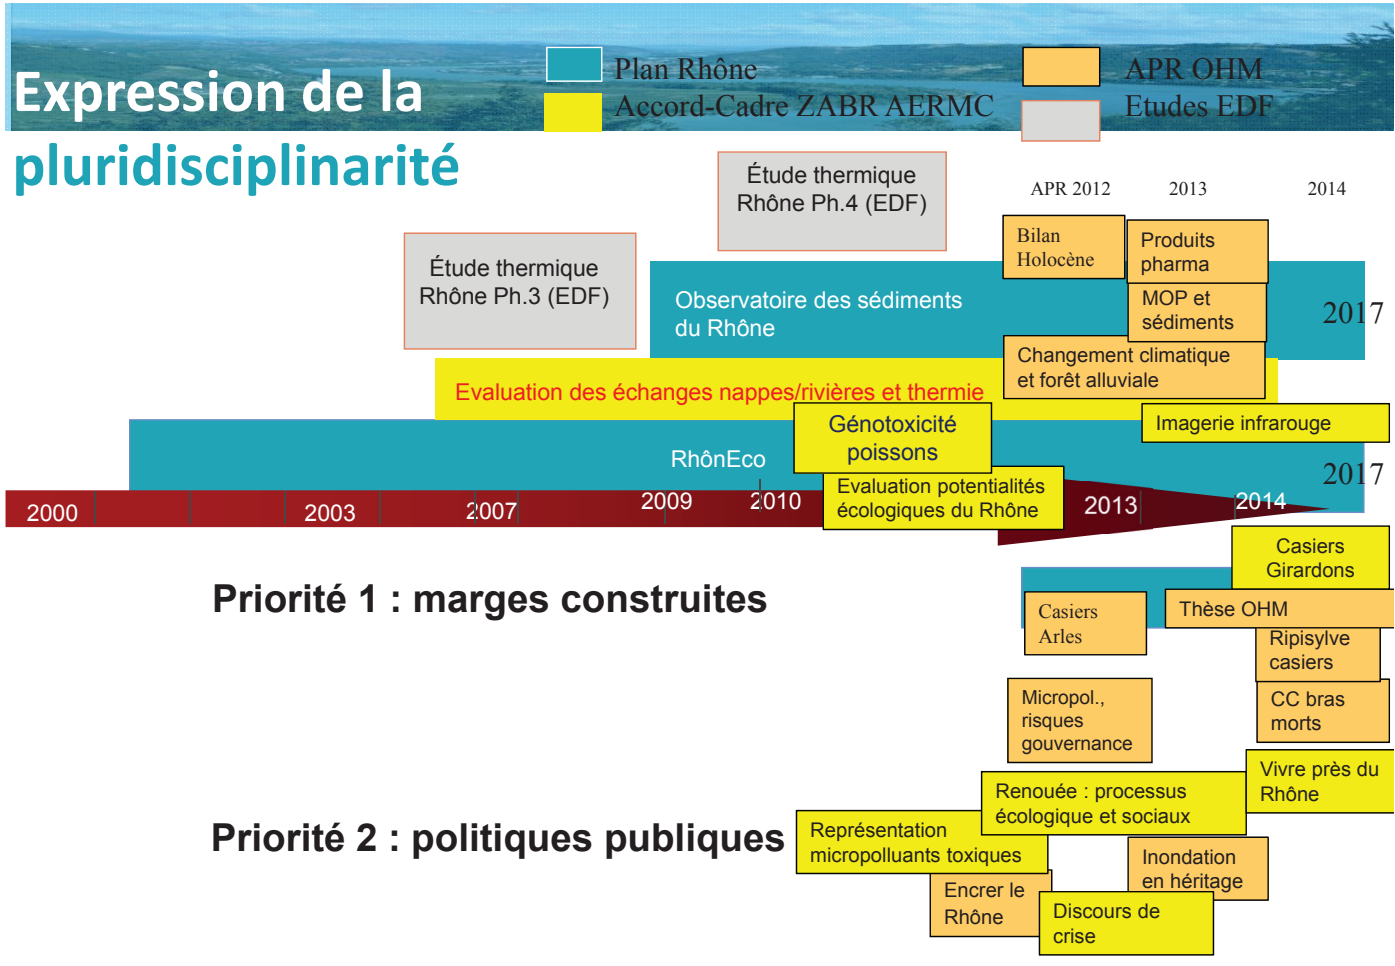 Expression de la
pluridisciplinarité
Plan Rhône
Accord-Cadre ZABR AERMC
APR OHM
Etudes EDF
APR 2012
2013
2014
Étude thermique
Rhône Ph.4 (EDF)
Étude thermique
Rhône Ph.3 (EDF)
Bilan
Holocène
Produits
pharma
Observatoire des sédiments
du Rhône
MOP et
sédiments
2017
Changement climatique
et forêt alluviale
Evaluation des échanges nappes/rivières et thermie
Génotoxicité
poissons
Imagerie infrarouge
RhônEco
2017
Evaluation potentialités
écologiques du Rhône
2000
2003
2007
2009
2010
2013
2014
Casiers
Girardons
Priorité 1 : marges construites
Casiers
Arles
Thèse OHM
Ripisylve
casiers
Micropol.,
risques
gouvernance
CC bras
morts
Vivre près du
Rhône
Renouée : processus
écologique et sociaux
Priorité 2 : politiques publiques
Représentation
micropolluants toxiques
Inondation
en héritage
Encrer le
Rhône
Discours de
crise